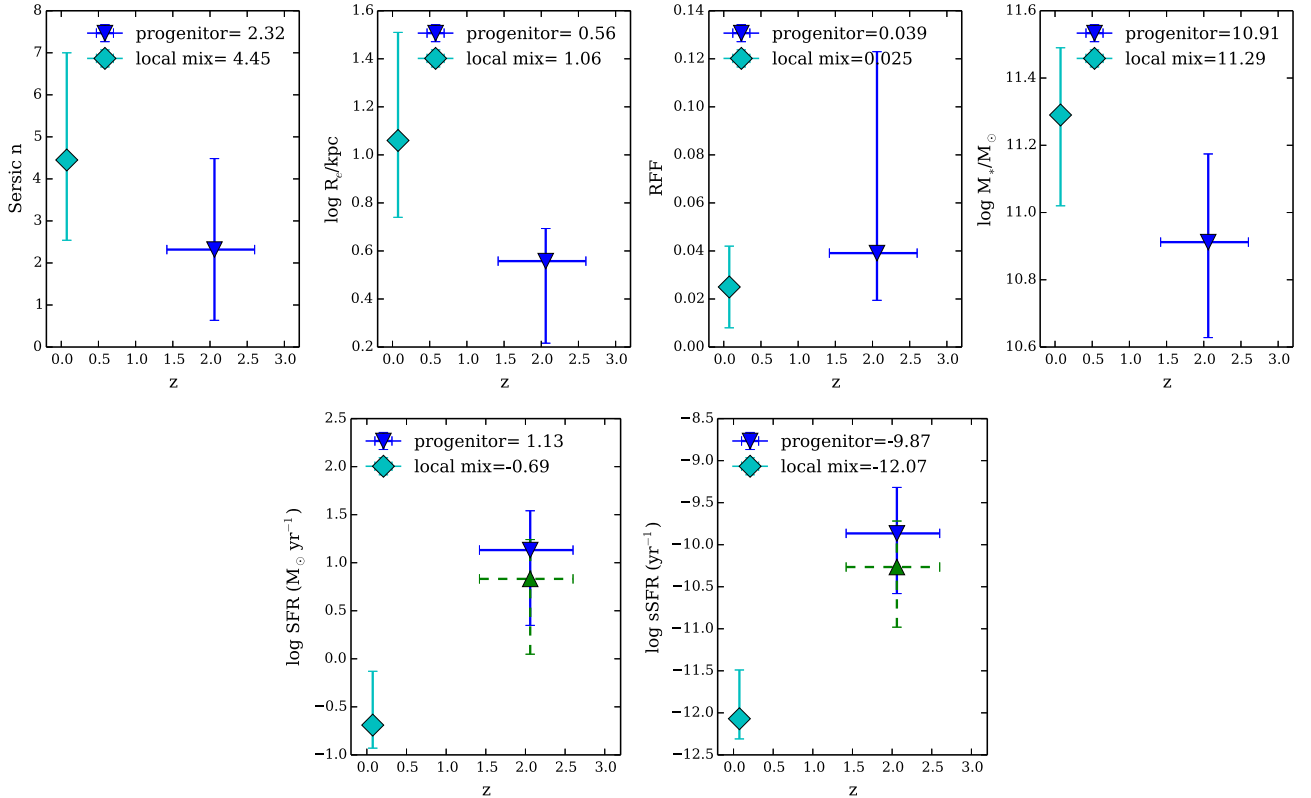 progenitor= 2.32
local mix= 4.45
Sersic n
8
7
6
5
4
3
2
1
0
0.0 0.5 1.0 1.5 2.0 2.5 3.0
z
progenitor= 0.56
local mix= 1.06
log Re/kpc
1.6
1.4
1.2
1.0
0.8
0.6
0.4
0.2
0.0 0.5 1.0 1.5 2.0 2.5 3.0
z
progenitor=0.039
local mix=0.025
RFF
0.14
0.12
0.10
0.08
0.06
0.04
0.02
0.00
0.0 0.5 1.0 1.5 2.0 2.5 3.0
z
progenitor=10.91
local mix=11.29
log M*/M⊙
11.6
11.4
11.2
11.0
10.8
10.6
0.0 0.5 1.0 1.5 2.0 2.5 3.0
z
progenitor= 1.13
local mix=-0.69
log SFR (M⊙ yr⁻¹)
2.5
2.0
1.5
1.0
0.5
0.0
−0.5
−1.0
0.0 0.5 1.0 1.5 2.0 2.5 3.0
z
progenitor=-9.87
local mix=-12.07
log sSFR (yr⁻¹)
−8.5
−9.0
−9.5
−10.0
−10.5
−11.0
−11.5
−12.0
−12.5
0.0 0.5 1.0 1.5 2.0 2.5 3.0
z